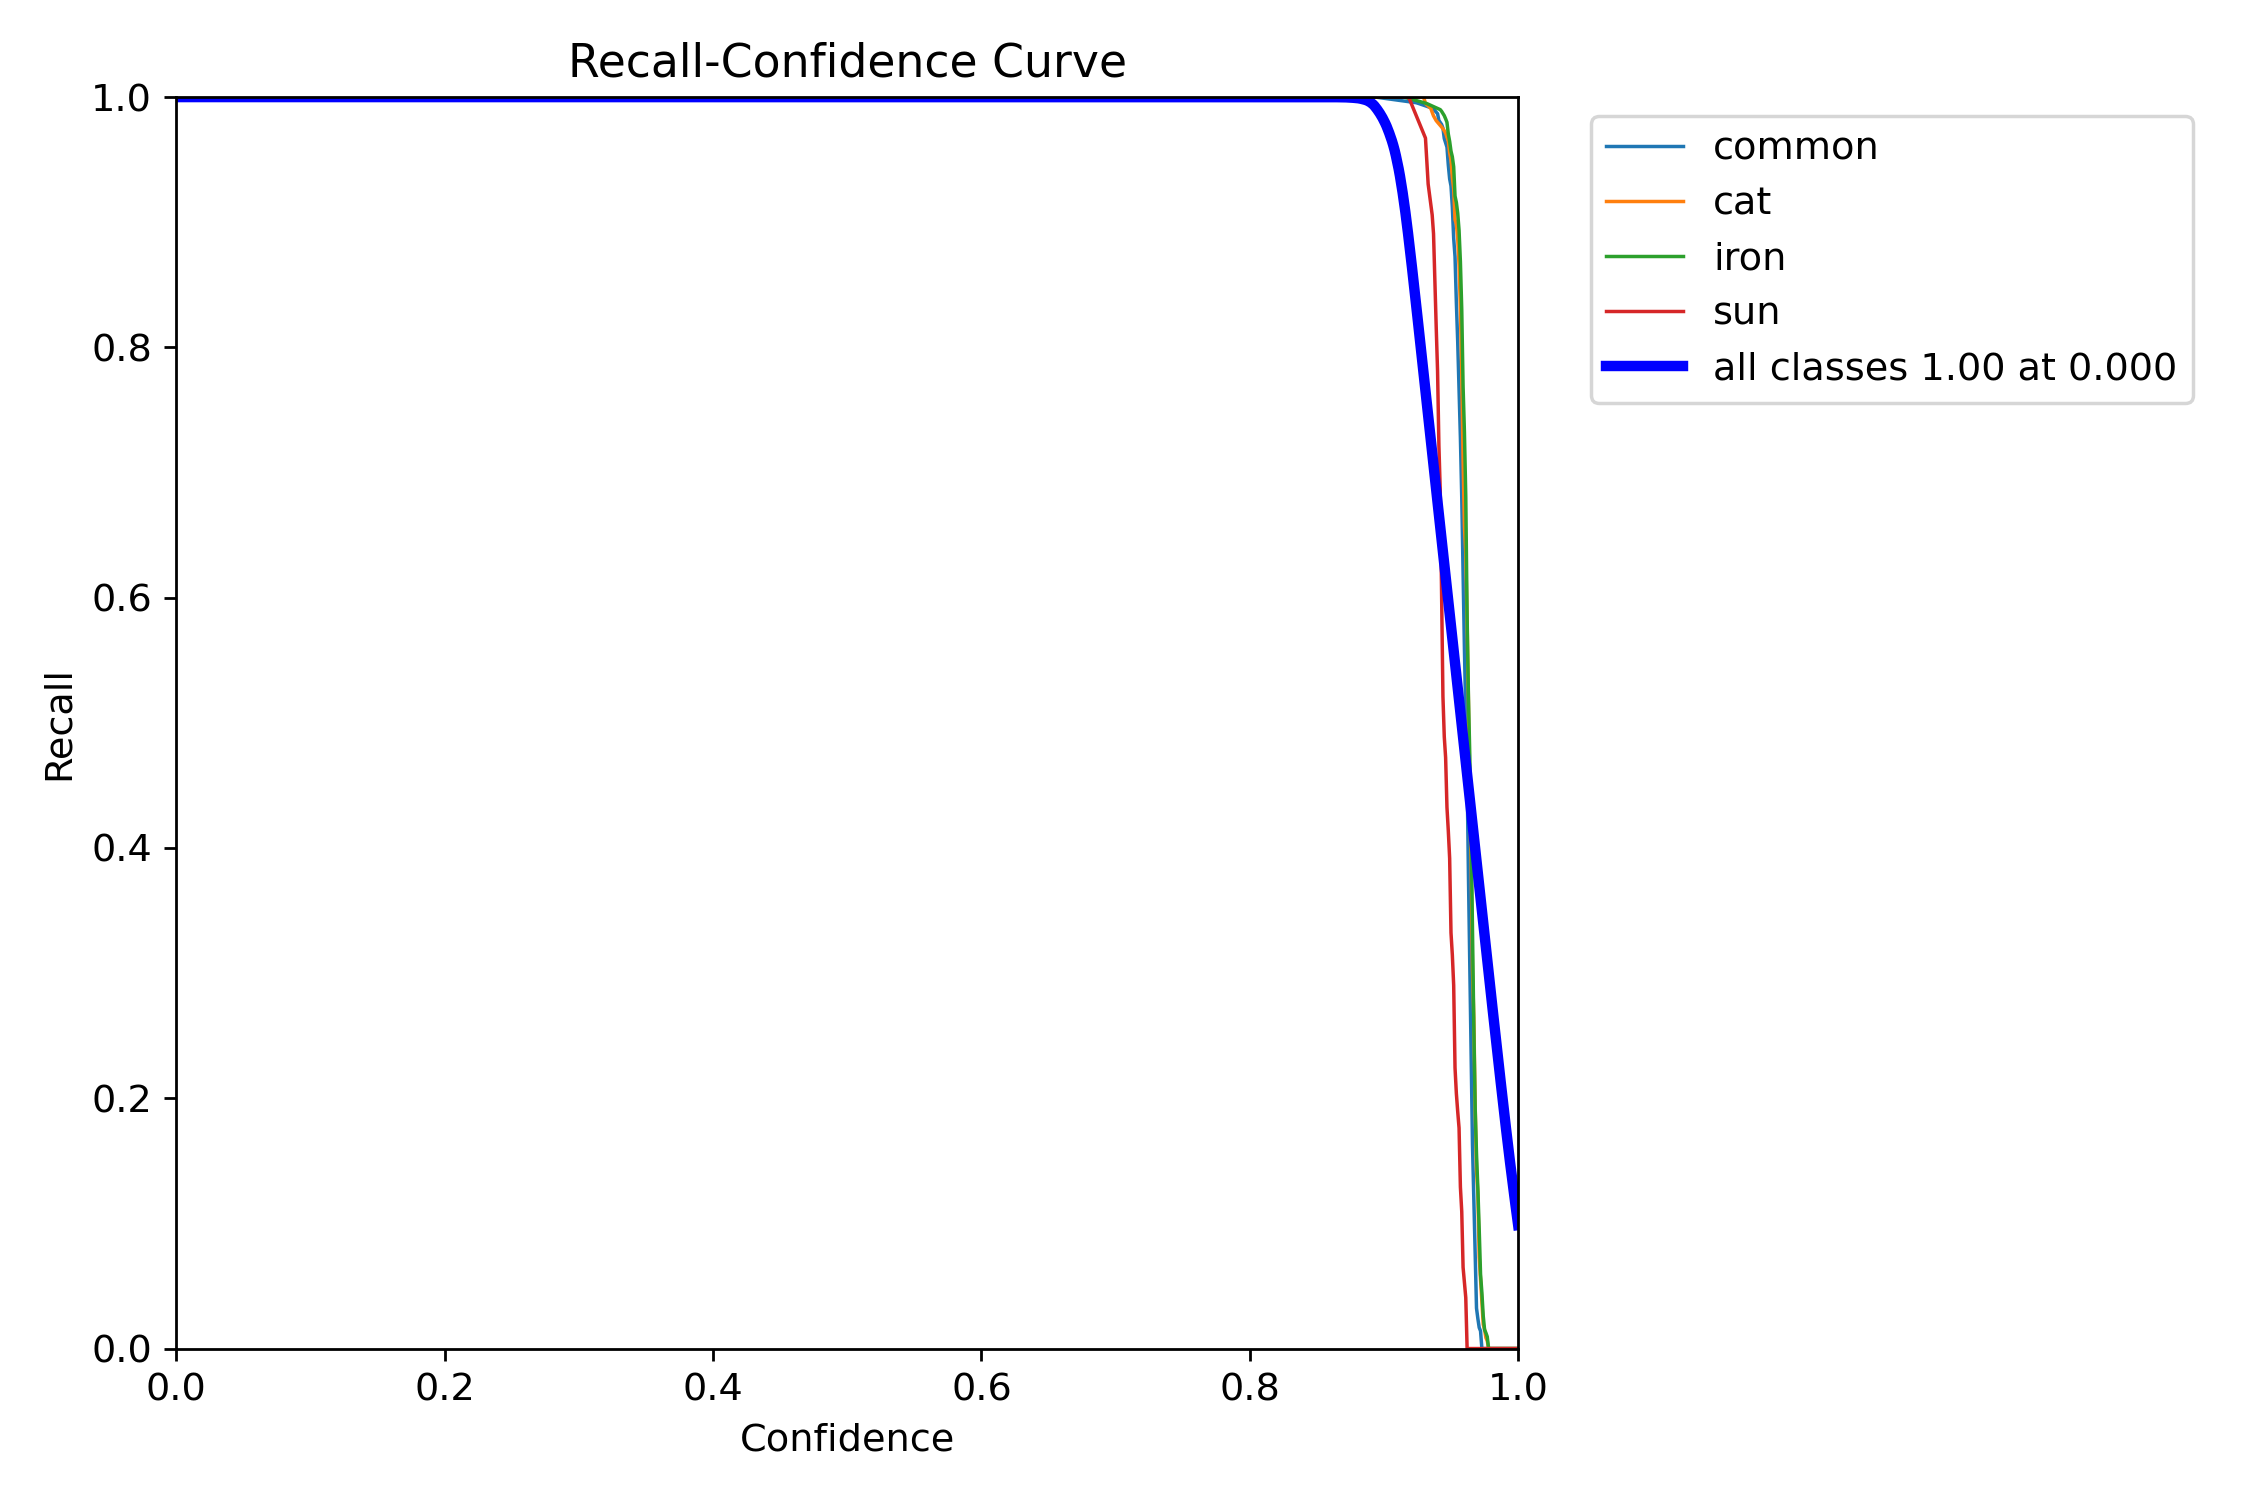 Recall-Confidence Curve
1.0
0.8
0.6
0.4
0.2
0.0
Recall
0.0 0.2 0.4 0.6 0.8 1.0
Confidence
common
cat
iron
sun
all classes 1.00 at 0.000